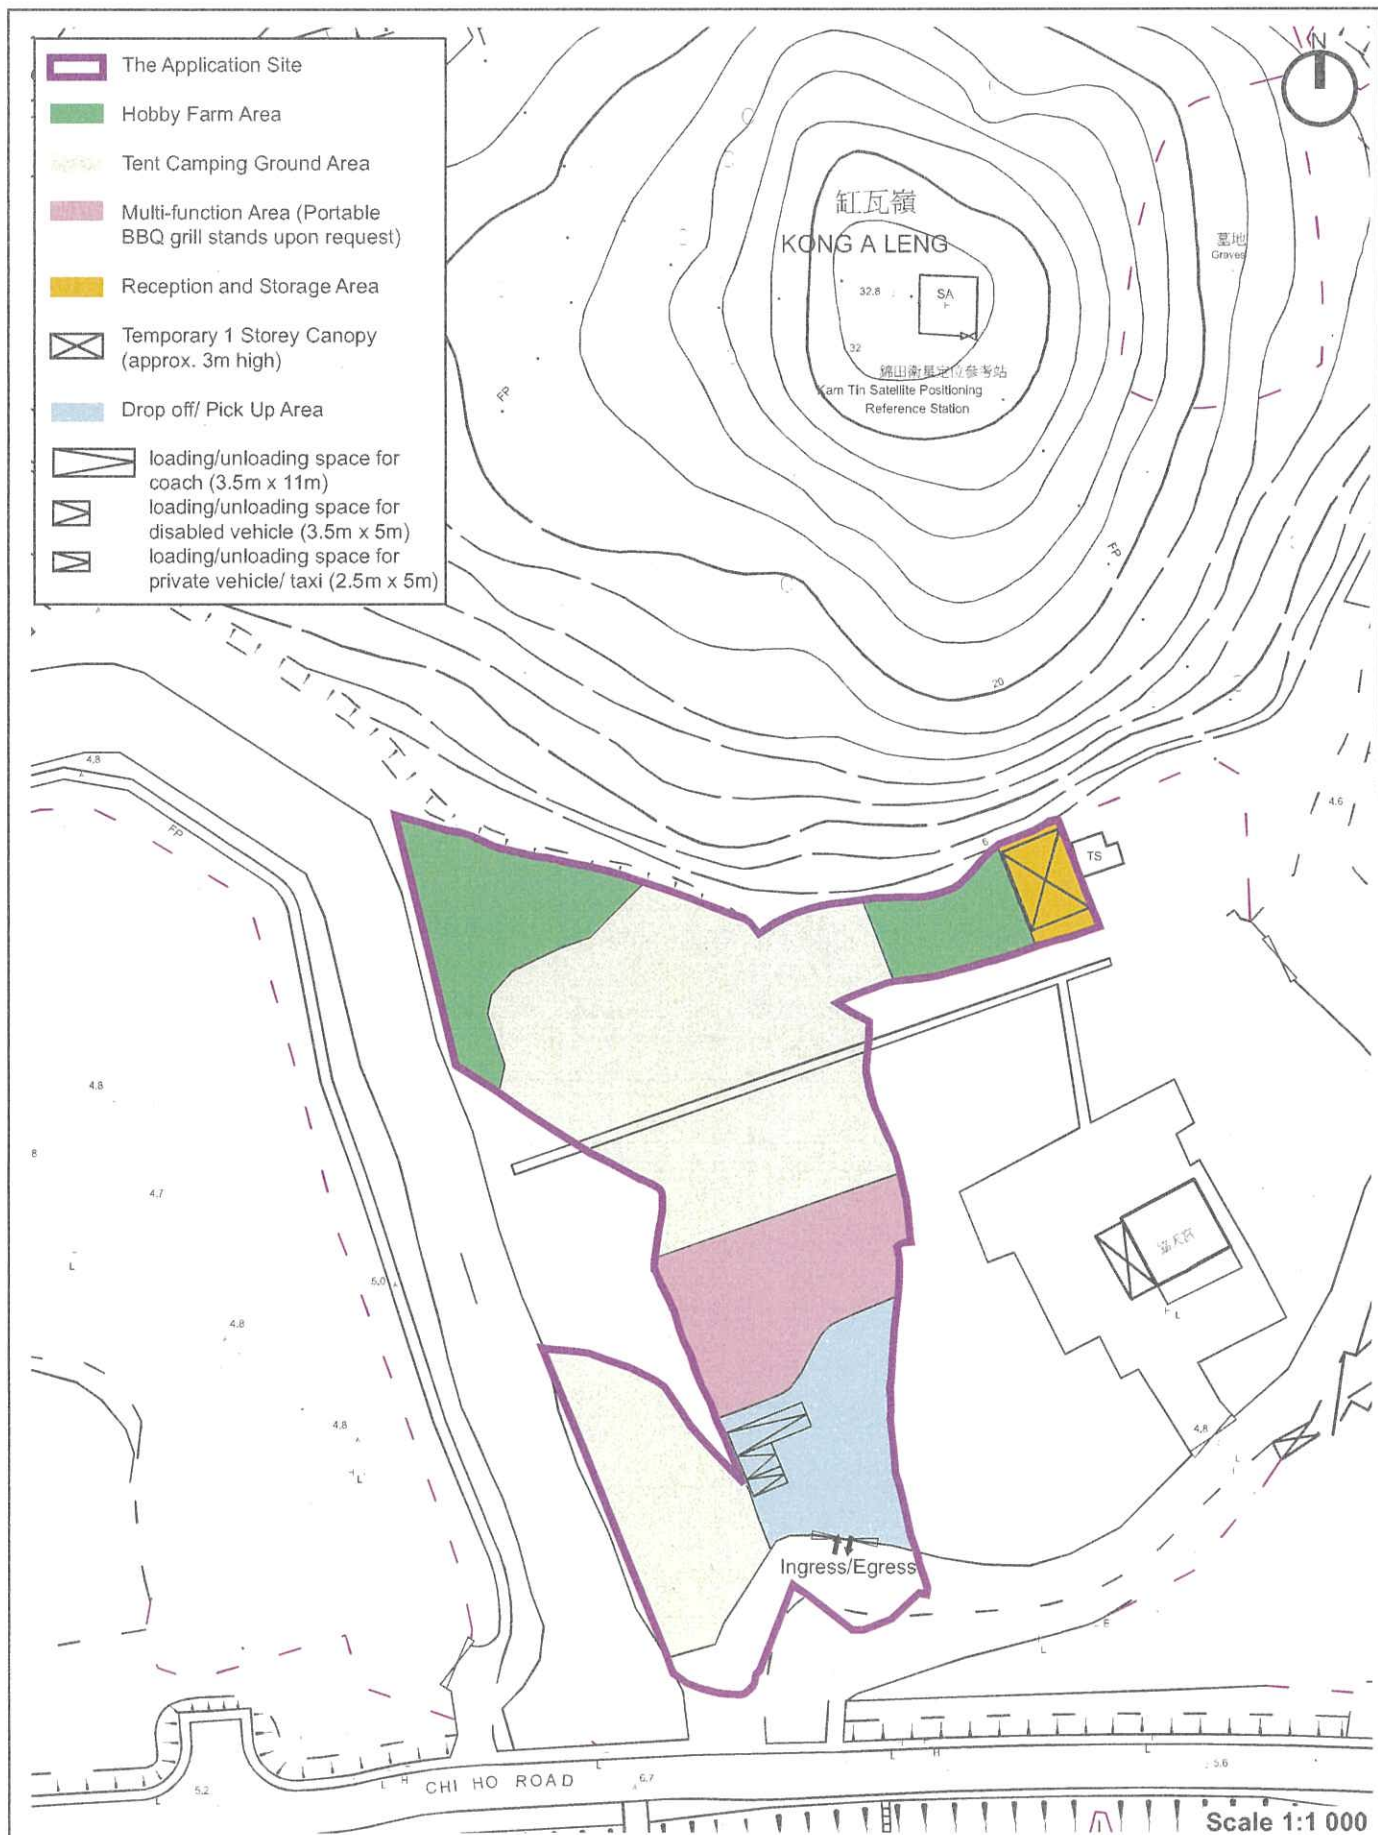 The Application Site
Hobby Farm Area
Tent Camping Ground Area
Multi-function Area (Portable
BBQ grill stands upon request)
Reception and Storage Area
Temporary 1 Storey Canopy
(approx. 3m high)
Drop off/ Pick Up Area
loading/unloading space for
coach (3.5m x 11m)
loading/unloading space for
disabled vehicle (3.5m x 5m)
loading/unloading space for
private vehicle/ taxi (2.5m x 5m)
N
缸瓦嶺
KONG A LENG
墓地
Graves
32.8
SA
32
錦田衞星定位參考站
Kam Tin Satellite Positioning
Reference Station
FP
FP
20
4.8
4.6
FP
6
TS
4.8
8
4.7
L
5.0
4.8
L
4.8
L
4.8
L
Ingress/Egress
E
L
L
H
L
5.6
5.2
L
L
H
CHI HO ROAD
L
6.7
Scale 1:1 000